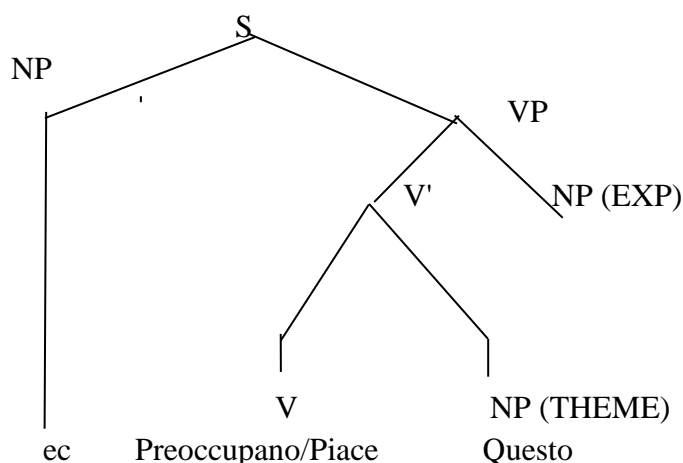 S
NP
VP
V'
NP (EXP)
V
NP (THEME)
ec Preoccupano/Piace Questo